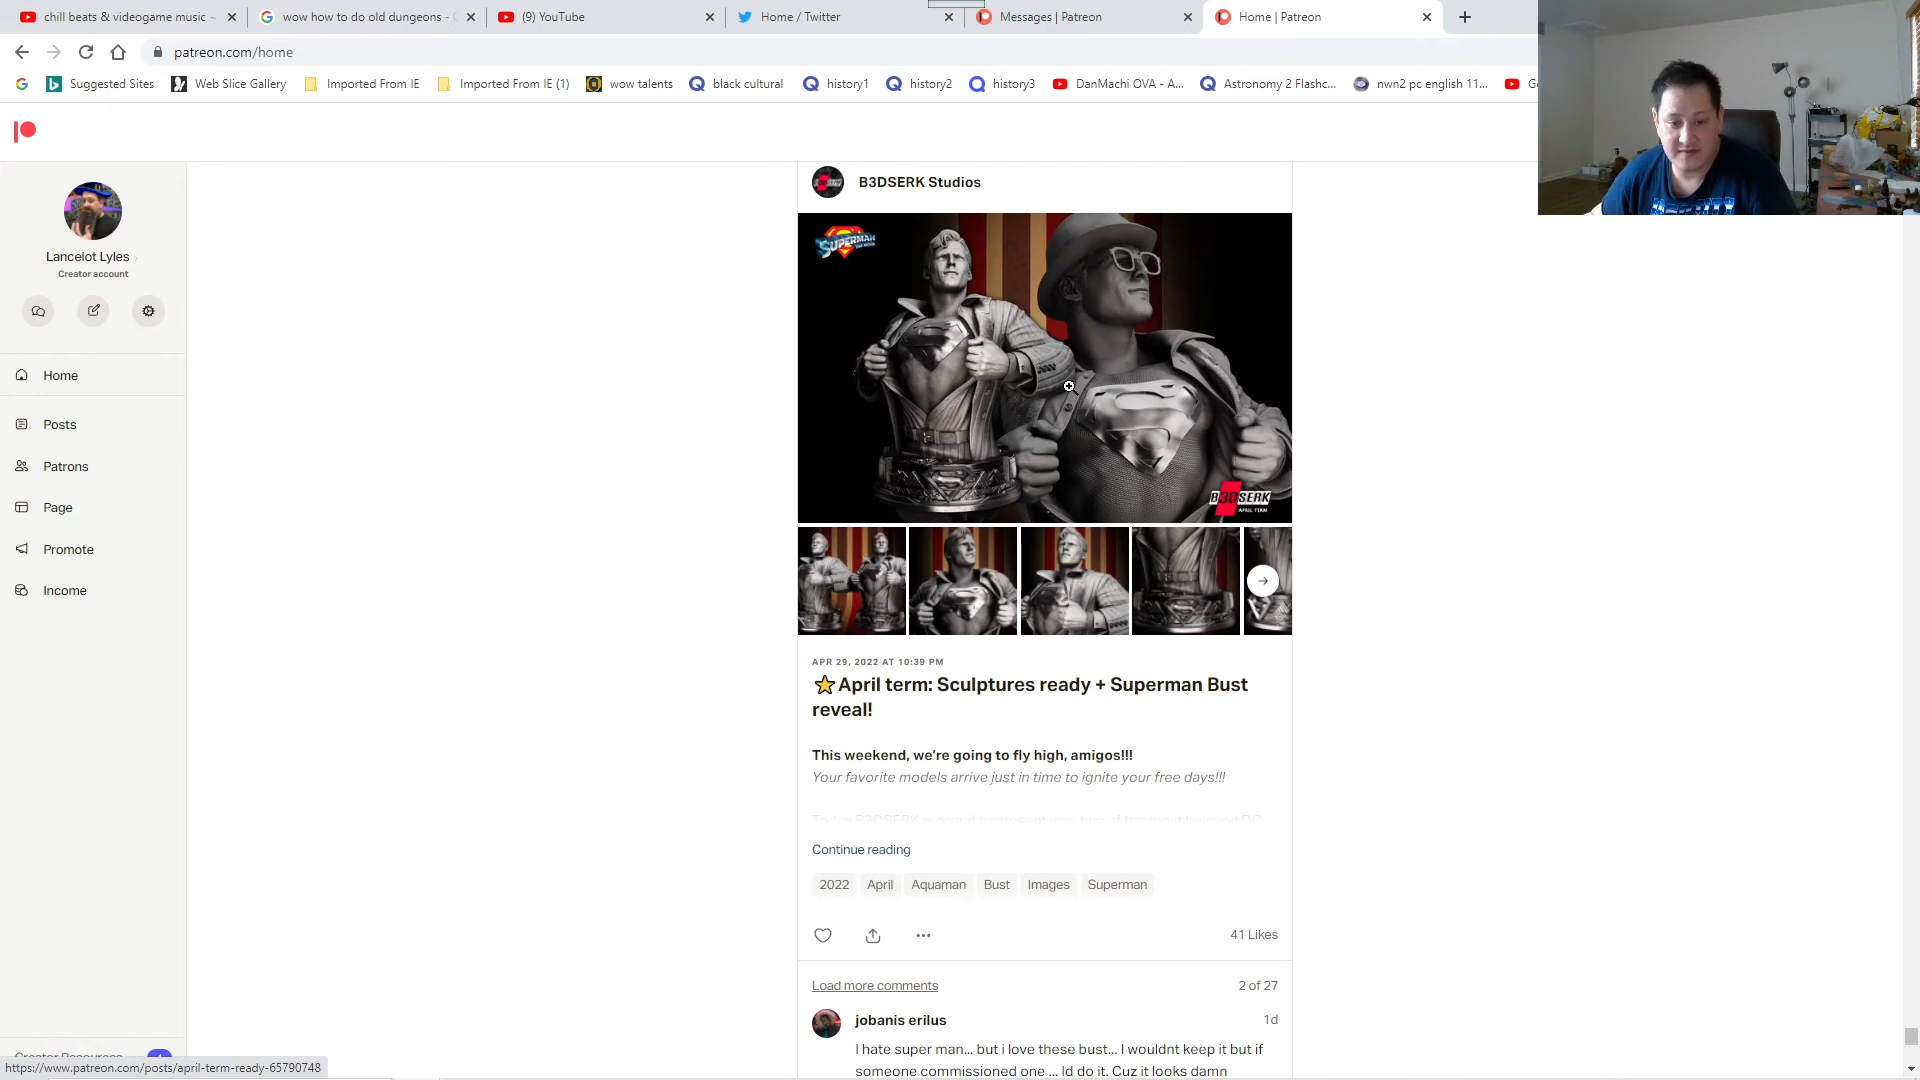 chill beats & videogame music ~
wow how to do old dungeons -
(9) YouTube
Home / Twitter
Messages | Patreon
Home | Patreon
patreon.com/home
Suggested Sites
Web Slice Gallery
Imported From IE
Imported From IE (1)
wow talents
black cultural
history1
history2
history3
DanMachi OVA - A...
Astronomy 2 Flashc...
nwn2 pc english 11...
B3DSERK Studios
Lancelot Lyles
Creator account
Home
Posts
Patrons
Page
Promote
Income
SUPERMAN
B3DSERK
APRIL TERM
APR 29, 2022 AT 10:39 PM
⭐April term: Sculptures ready + Superman Bust
reveal!
This weekend, we're going to fly high, amigos!!!
Your favorite models arrive just in time to ignite your free days!!!
Continue reading
2022
April
Aquaman
Bust
Images
Superman
41 Likes
Load more comments
2 of 27
jobanis erilus
1d
I hate super man... but i love these bust... I wouldnt keep it but if
someone commissioned one ... Id do it. Cuz it looks damn
Creator Resources
https://www.patreon.com/posts/april-term-ready-65790748